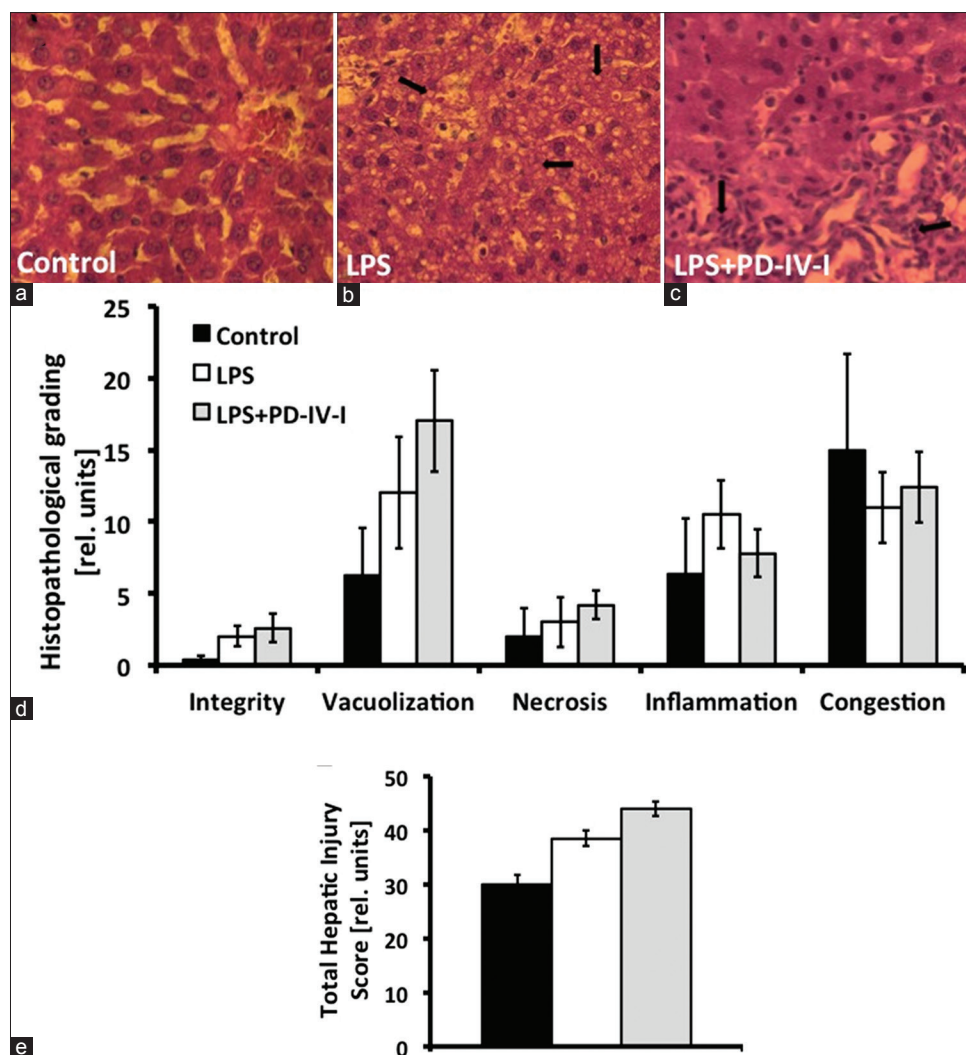 Control
LPS
LPS+PD-IV-I
a
b
c
Histopathological grading
[rel. units]
25
20
15
10
5
0
Control
LPS
LPS+PD-IV-I
Integrity
Vacuolization
Necrosis
Inflammation
Congestion
d
Total Hepatic Injury
Score [rel. units]
50
40
30
20
10
0
e